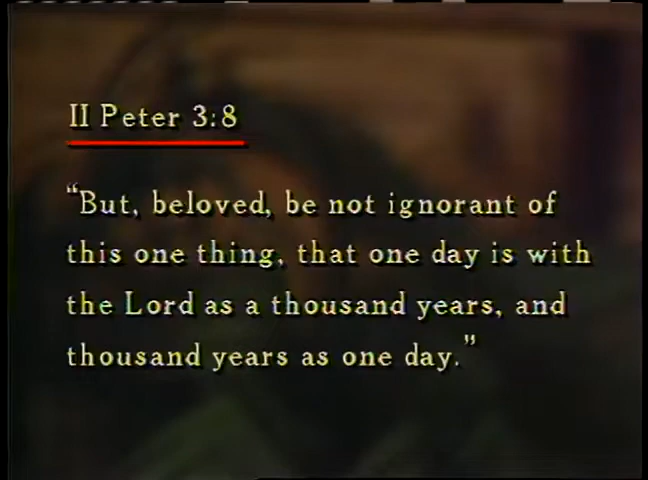 II Peter 3:8
“But, beloved, be not ignorant of
this one thing, that one day is with
the Lord as a thousand years, and
thousand years as one day.”